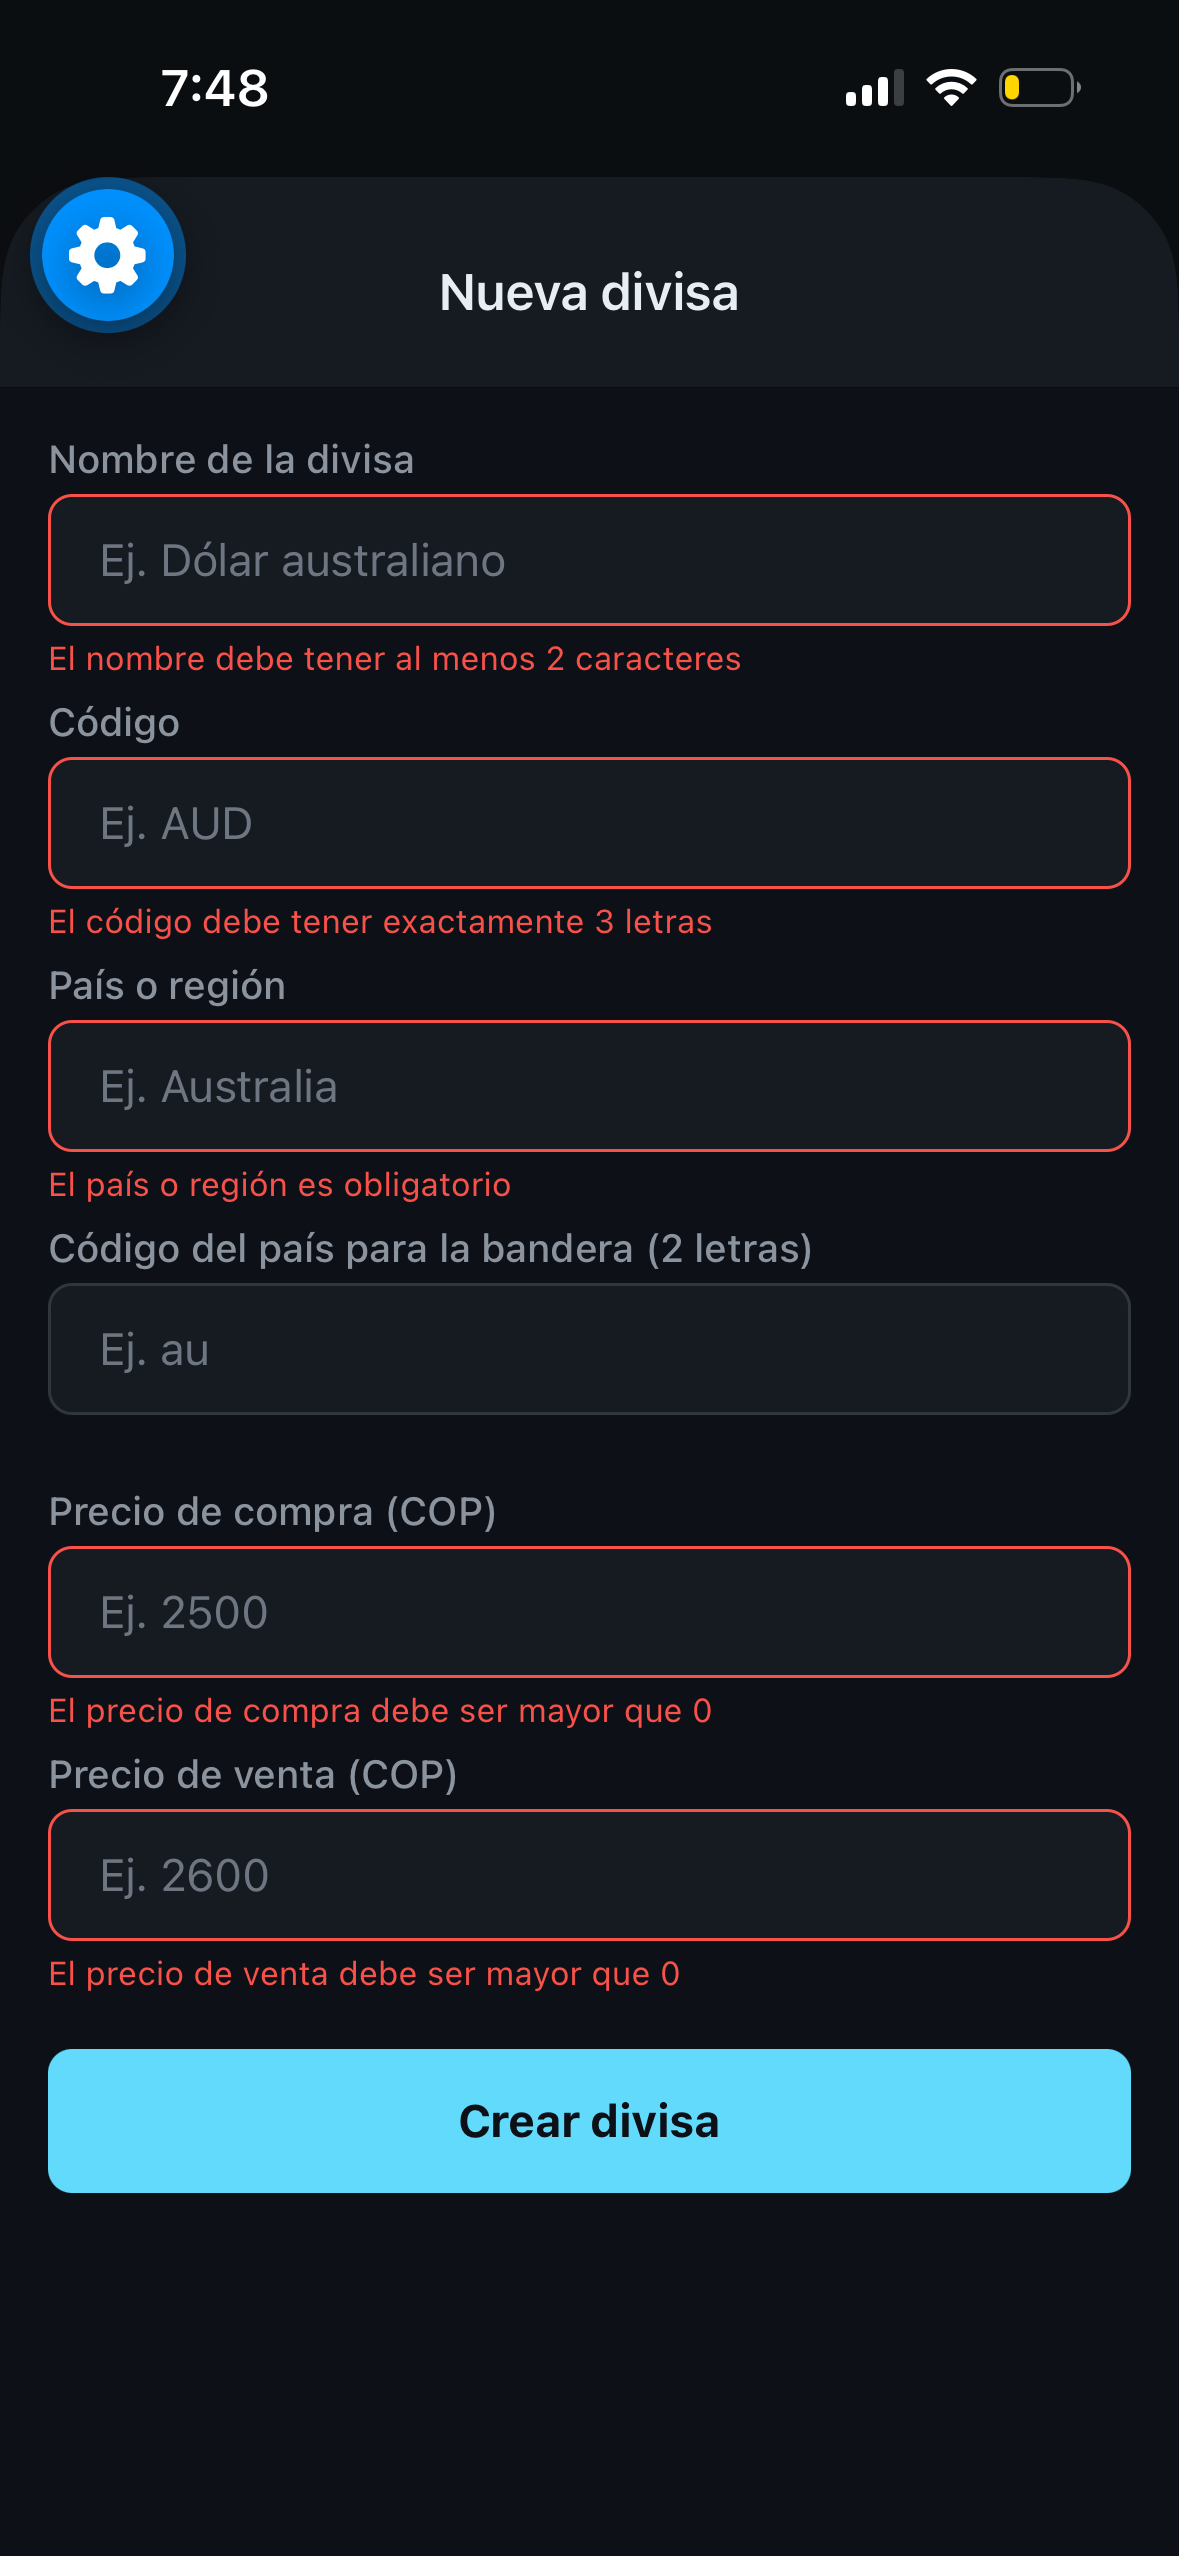 7:48
Nueva divisa
Nombre de la divisa
Ej. Dólar australiano
El nombre debe tener al menos 2 caracteres
Código
Ej. AUD
El código debe tener exactamente 3 letras
País o región
Ej. Australia
El país o región es obligatorio
Código del país para la bandera (2 letras)
Ej. au
Precio de compra (COP)
Ej. 2500
El precio de compra debe ser mayor que 0
Precio de venta (COP)
Ej. 2600
El precio de venta debe ser mayor que 0
Crear divisa